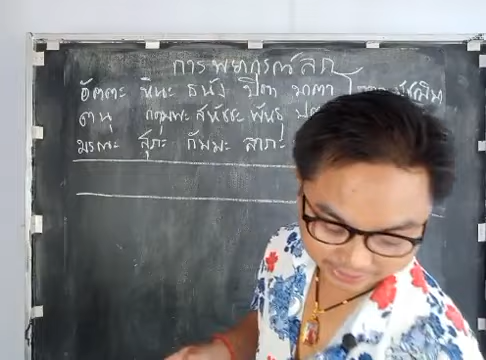 การพยากรณ์
อัตตะ หินะ ธนัง ปิตา มาตา
ตนุ กดุมพะ สหัชชะ พันธุ
มรณะ สุภะ กัมมะ ลาภะ